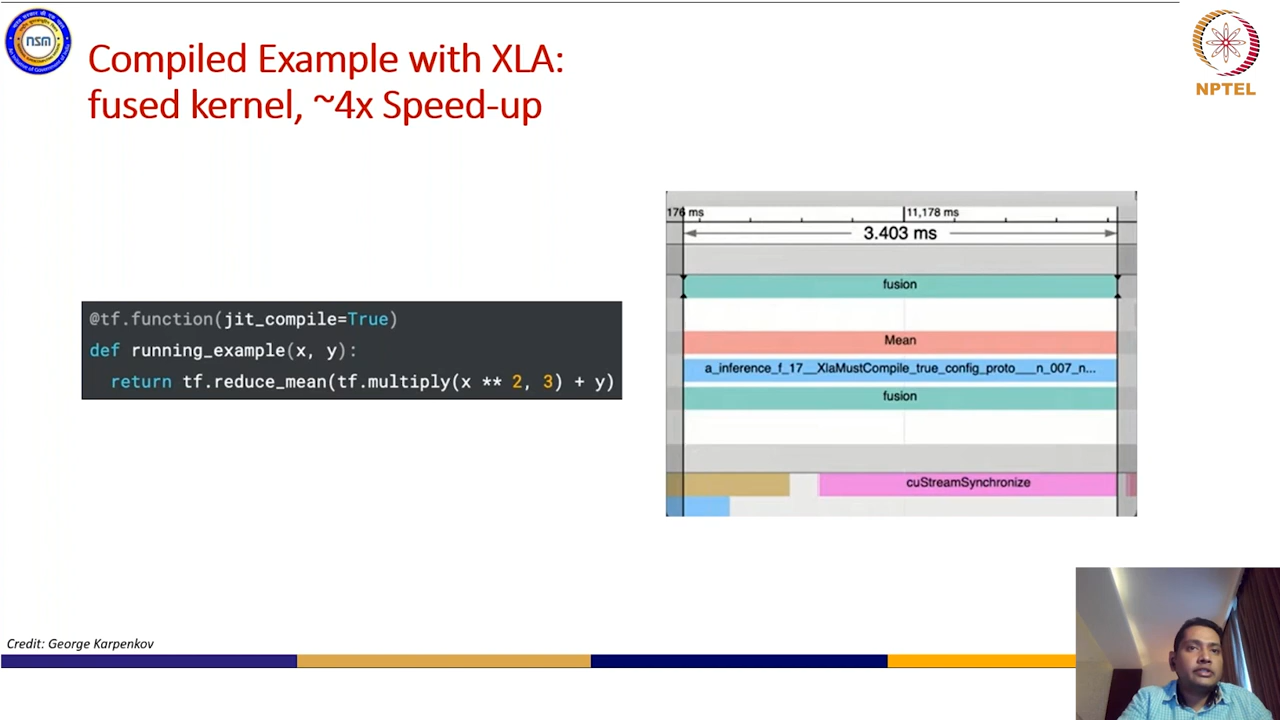 nsm
Compiled Example with XLA:
fused kernel, ~4x Speed-up
NPTEL
176 ms
11,178 ms
3.403 ms
fusion
Mean
a_inference_f_17__XlaMustCompile_true_config_proto___n_007_n...
fusion
cuStreamSynchronize
@tf.function(jit_compile=True)
def running_example(x, y):
return tf.reduce_mean(tf.multiply(x ** 2, 3) + y)
Credit: George Karpenkov